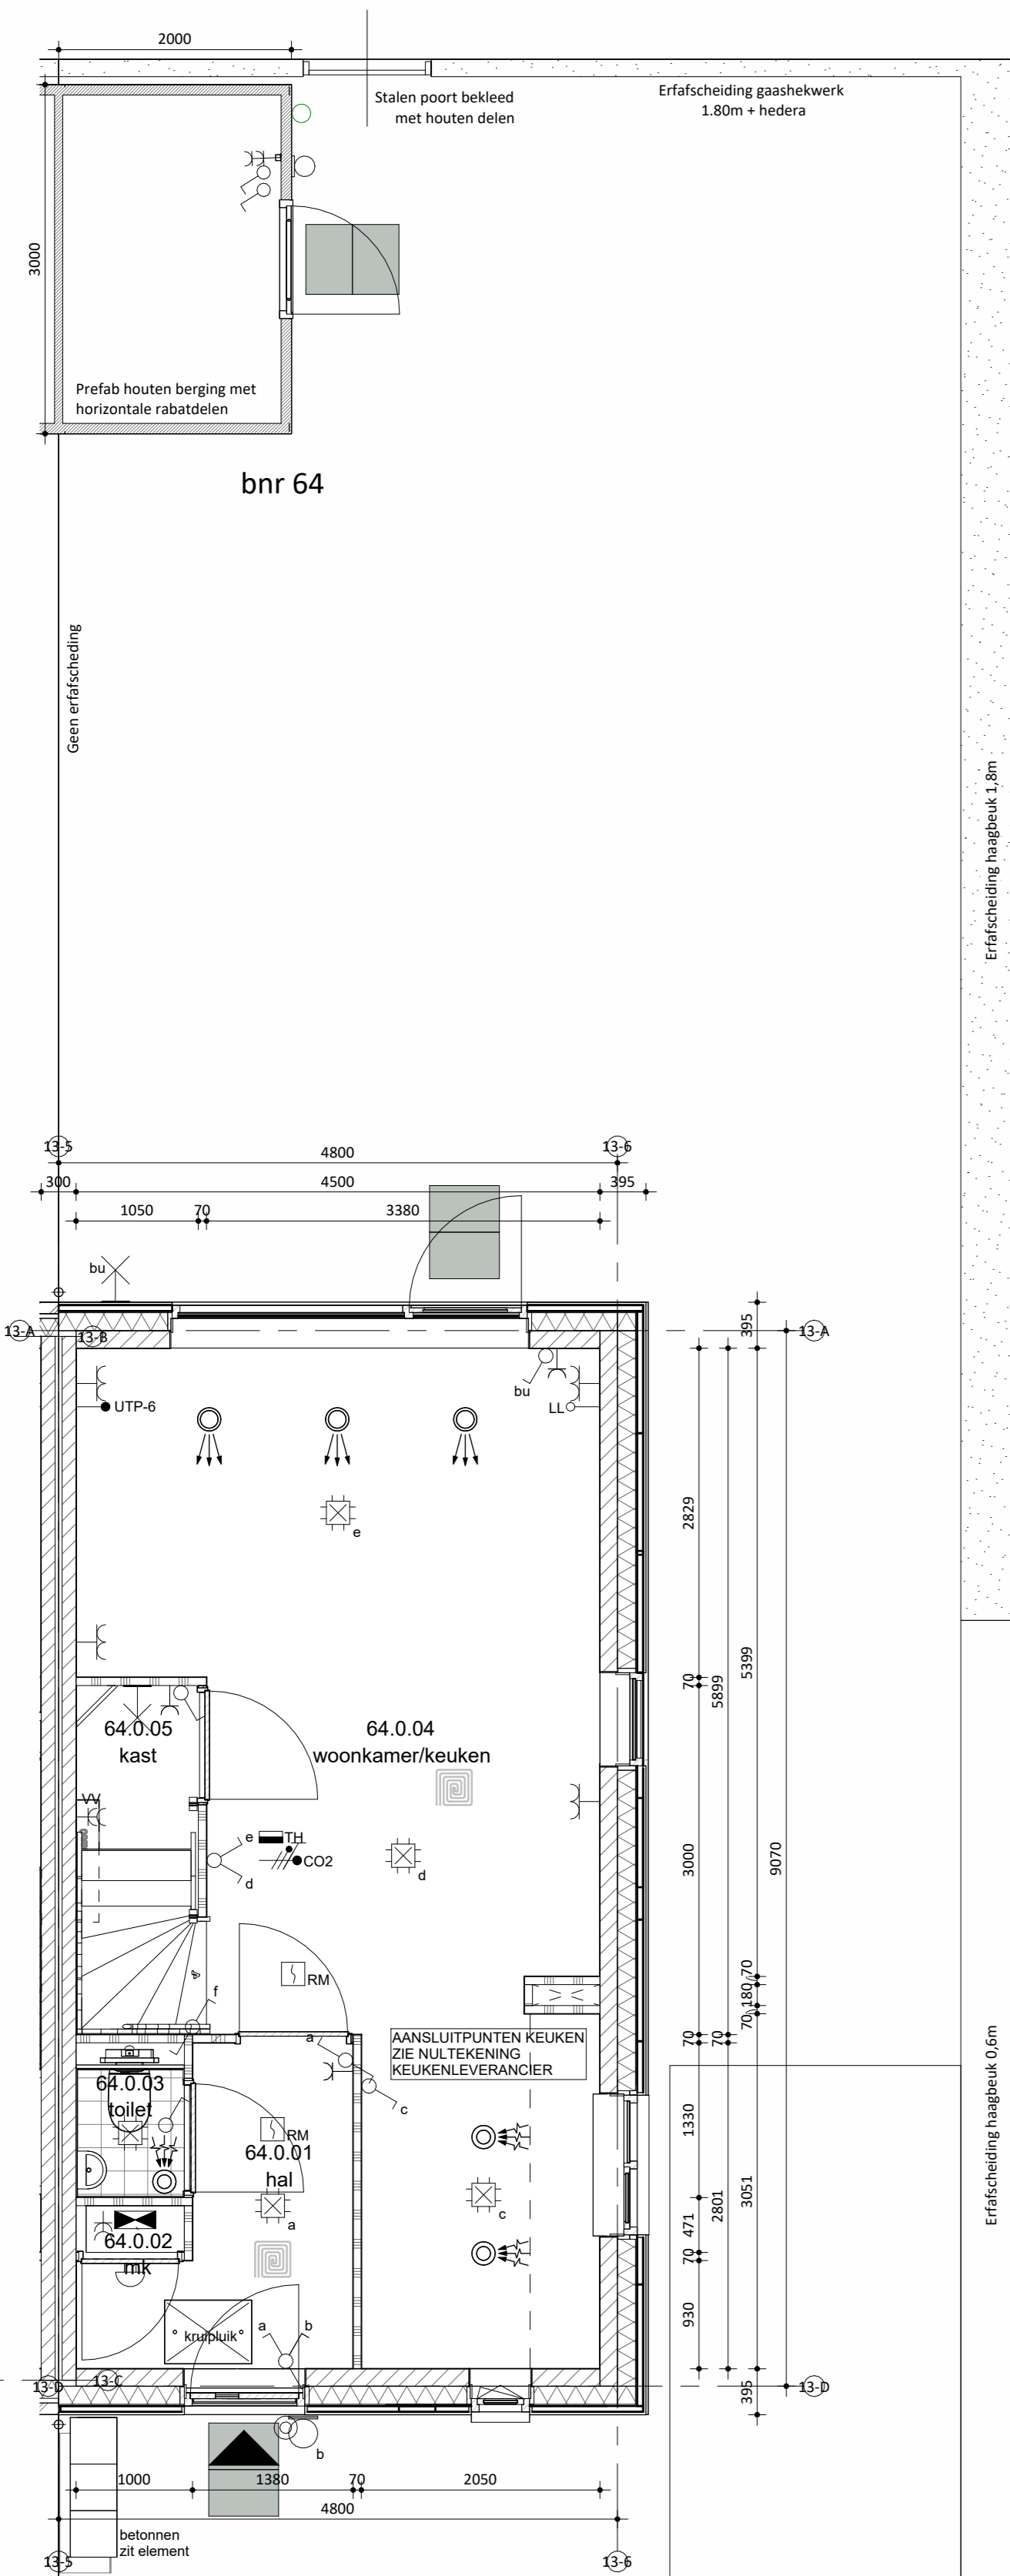 2000
Stalen poort bekleed
met houten delen
Erfafscheiding gaashekwerk
1.80m + hedera
3000
Prefab houten berging met
horizontale rabatdelen
bnr 64
Geen erfafscheding
Erfafscheiding haagbeuk 1,8m
13-5
4800
13-6
300
4500
395
1050
70
3380
bu
13-A
13-B
13-A
395
bu
UTP-6
LL
e
2829
70
5899
5399
64.0.05
kast
64.0.04
woonkamer/keuken
VV
e
TH
CO2
d
d
3000
9070
RM
f
70
180
70
70
70
a
AANSLUITPUNTEN KEUKEN
ZIE NULTEKENING
KEUKENLEVERANCIER
c
64.0.03
toilet
RM
64.0.01
hal
a
c
1330
3051
2801
471
70
930
Erfafscheiding haagbeuk 0,6m
64.0.02
mk
kruipluik
a
b
13-C
13-D
13-D
395
b
1000
1380
70
2050
4800
betonnen
zit element
13-5
13-6